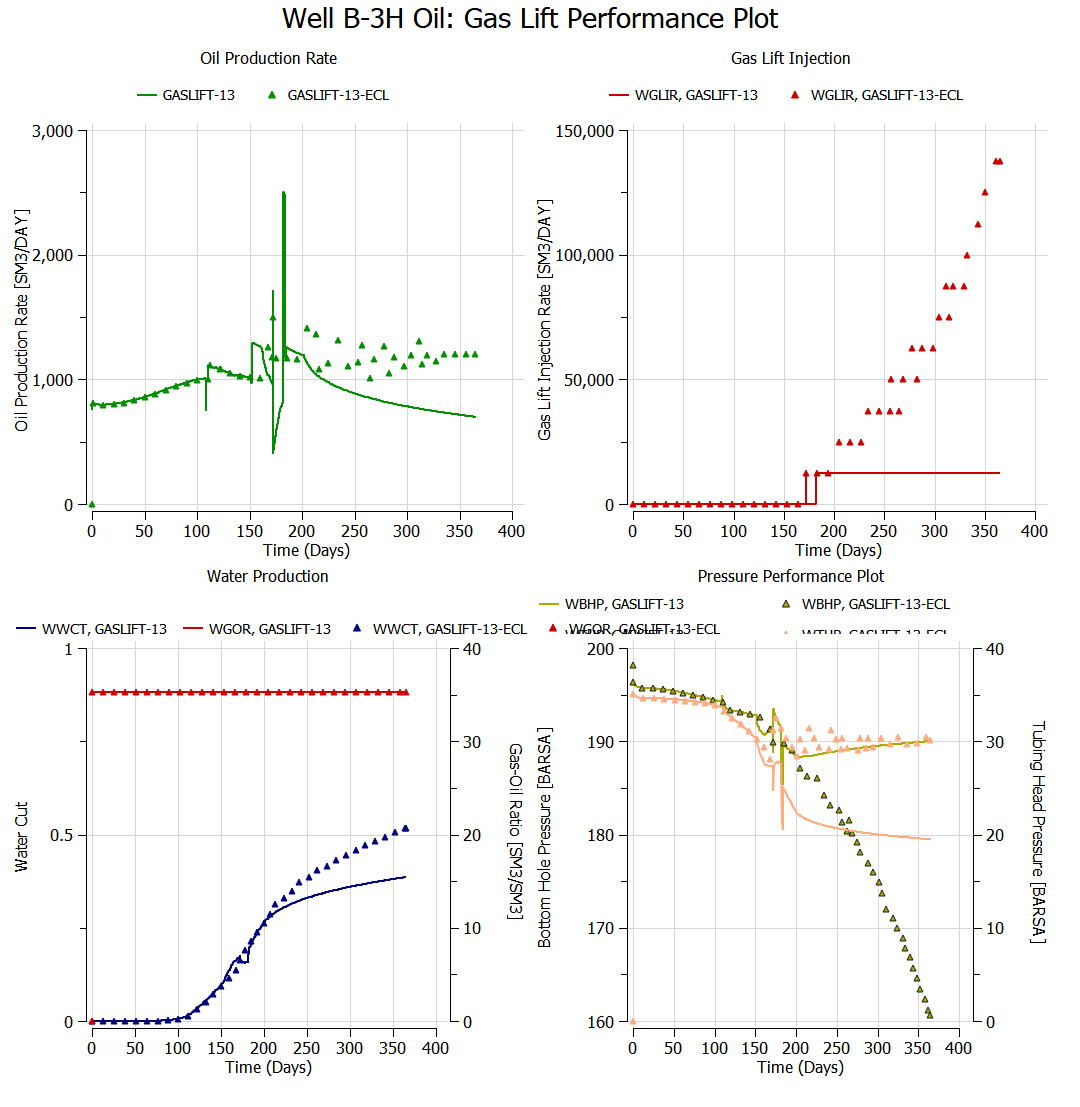 Well B-3H Oil: Gas Lift Performance Plot
Oil Production Rate
GASLIFT-13 GASLIFT-13-ECL
3,000
2,000
1,000
0
Oil Production Rate [SM3/DAY]
0 50 100 150 200 250 300 350 400
Time (Days)
Gas Lift Injection
WGLIR, GASLIFT-13 WGLIR, GASLIFT-13-ECL
150,000
100,000
50,000
0
Gas Lift Injection Rate [SM3/DAY]
0 50 100 150 200 250 300 350 400
Time (Days)
Water Production
WWCT, GASLIFT-13 WGOR, GASLIFT-13 WWCT, GASLIFT-13-ECL WGOR, GASLIFT-13-ECL
1
0.5
0
Water Cut
40
30
20
10
0
Gas-Oil Ratio [SM3/SM3]
0 50 100 150 200 250 300 350 400
Time (Days)
Pressure Performance Plot
WBHP, GASLIFT-13 WBHP, GASLIFT-13-ECL
200
190
180
170
160
Bottom Hole Pressure [BARSA]
40
30
20
10
0
Tubing Head Pressure [BARSA]
0 50 100 150 200 250 300 350 400
Time (Days)